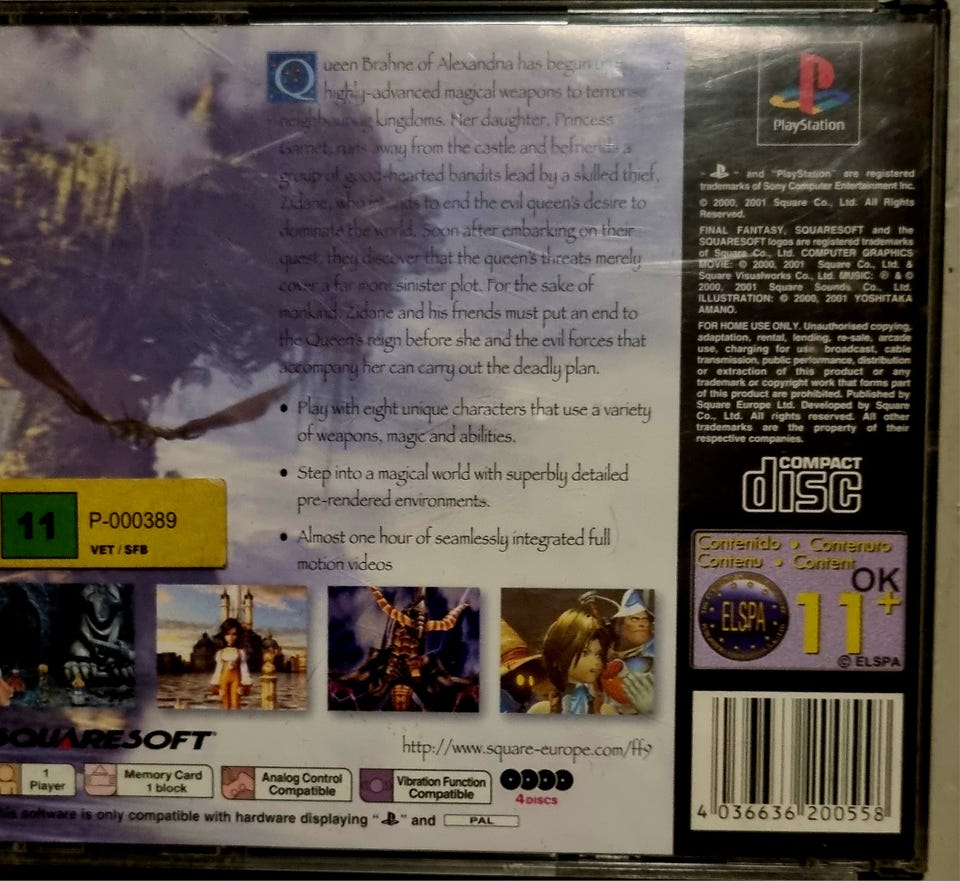 Queen Brahne of Alexandria has begun
highly-advanced magical weapons to terrorise
neighbouring kingdoms. Her daughter, Princess
Garnet, runs away from the castle and befriends a
group of good-hearted bandits lead by a skilled thief,
Zidane, who intends to end the evil queen's desire to
dominate the world. Soon after embarking on their
quest, they discover that the queen's threats merely
cover a far more sinister plot. For the sake of
mankind, Zidane and his friends must put an end to
the Queen's reign before she and the evil forces that
accompany her can carry out the deadly plan.
• Play with eight unique characters that use a variety
of weapons, magic and abilities.
• Step into a magical world with superbly detailed
pre-rendered environments.
• Almost one hour of seamlessly integrated full
motion videos
11 P-000389
VET / SFB
SQUARESOFT
http://www.square-europe.com/ff9
1
Player
Memory Card
1 block
Analog Control
Compatible
Vibration Function
Compatible
4 DISCS
his software is only compatible with hardware displaying " " and PAL
PlayStation
" " and "PlayStation" are registered
trademarks of Sony Computer Entertainment Inc.
© 2000, 2001 Square Co., Ltd. All Rights
Reserved.
FINAL FANTASY, SQUARESOFT and the
SQUARESOFT logos are registered trademarks
of Square Co., Ltd. COMPUTER GRAPHICS
MOVIE: © 2000, 2001 Square Co., Ltd. &
Square Visualworks Co., Ltd. MUSIC: ℗ & ©
2000, 2001 Square Sounds Co., Ltd.
ILLUSTRATION: © 2000, 2001 YOSHITAKA
AMANO.
FOR HOME USE ONLY. Unauthorised copying,
adaptation, rental, lending, re-sale, arcade
use, charging for use, broadcast, cable
transmission, public performance, distribution
or extraction of this product or any
trademark or copyright work that forms part
of this product are prohibited. Published by
Square Europe Ltd. Developed by Square
Co., Ltd. All rights reserved. All other
trademarks are the property of their
respective companies.
COMPACT
disc
Contenido • Contenuto
Contenu • Content
OK
ELSPA
11+
© ELSPA
4 036636 200558